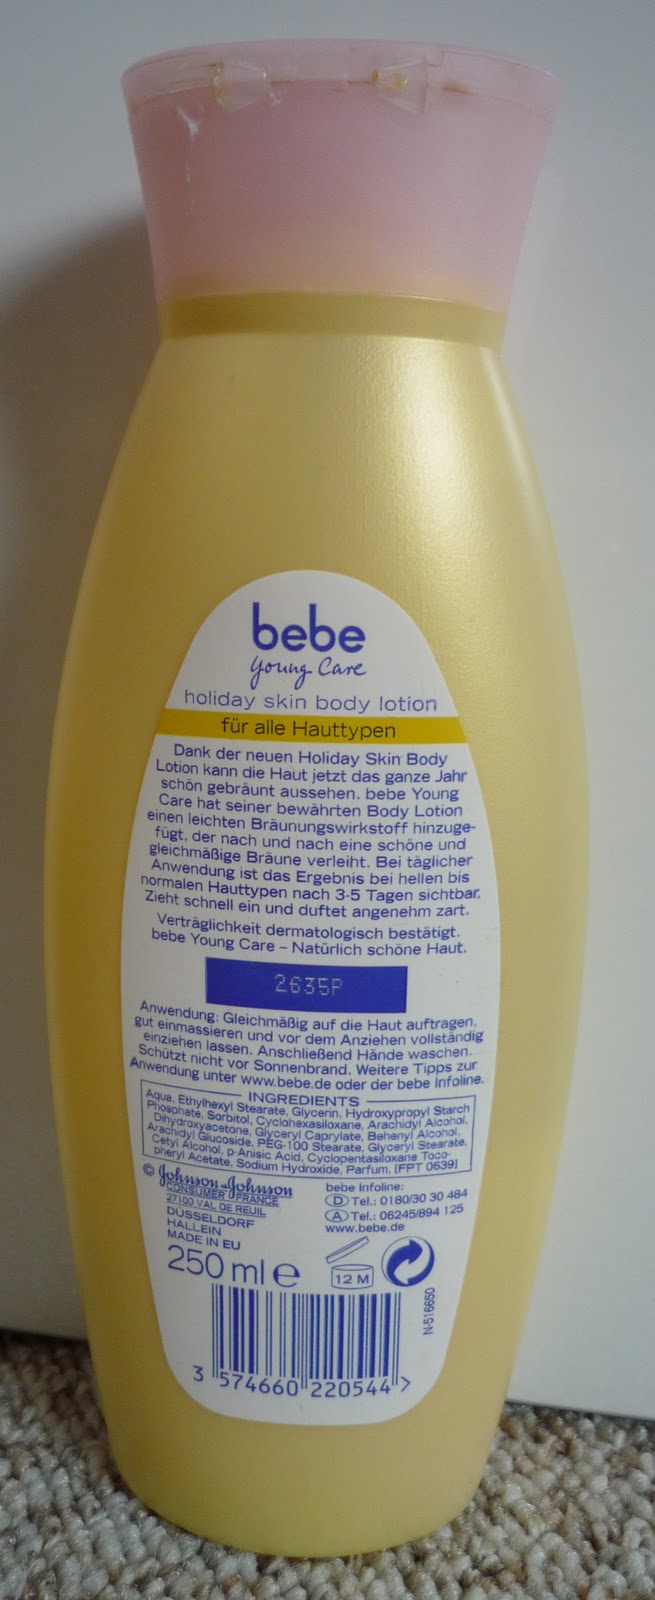 bebe
young Care
holiday skin body lotion
für alle Hauttypen
Dank der neuen Holiday Skin Body
Lotion kann die Haut jetzt das ganze Jahr
schön gebräunt aussehen. bebe Young
Care hat seiner bewährten Body Lotion
einen leichten Bräunungswirkstoff hinzuge-
fügt, der nach und nach eine schöne und
gleichmäßige Bräune verleiht. Bei täglicher
Anwendung ist das Ergebnis bei hellen bis
normalen Hauttypen nach 3-5 Tagen sichtbar.
Zieht schnell ein und duftet angenehm zart.
Verträglichkeit dermatologisch bestätigt.
bebe Young Care – Natürlich schöne Haut.
2635P
Anwendung: Gleichmäßig auf die Haut auftragen,
gut einmassieren und vor dem Anziehen vollständig
einziehen lassen. Anschließend Hände waschen.
Schützt nicht vor Sonnenbrand. Weitere Tipps zur
Anwendung unter www.bebe.de oder der bebe Infoline.
INGREDIENTS
Aqua, Ethylhexyl Stearate, Glycerin, Hydroxypropyl Starch
Phosphate, Sorbitol, Cyclohexasiloxane, Arachidyl Alcohol,
Dihydroxyacetone, Glyceryl Caprylate, Behenyl Alcohol,
Arachidyl Glucoside, PEG-100 Stearate, Glyceryl Stearate,
Cetyl Alcohol, p-Anisic Acid, Cyclopentasiloxane Toco-
pheryl Acetate, Sodium Hydroxide, Parfum, [FPT 0639]
© Johnson & Johnson
CONSUMER FRANCE
27100 VAL DE REUIL
DÜSSELDORF
HALLEIN
MADE IN EU
bebe Infoline:
D Tel.: 0180/30 30 484
A Tel.: 06245/894 125
www.bebe.de
250 ml e
12 M
N-516650
3 574660 220544 >